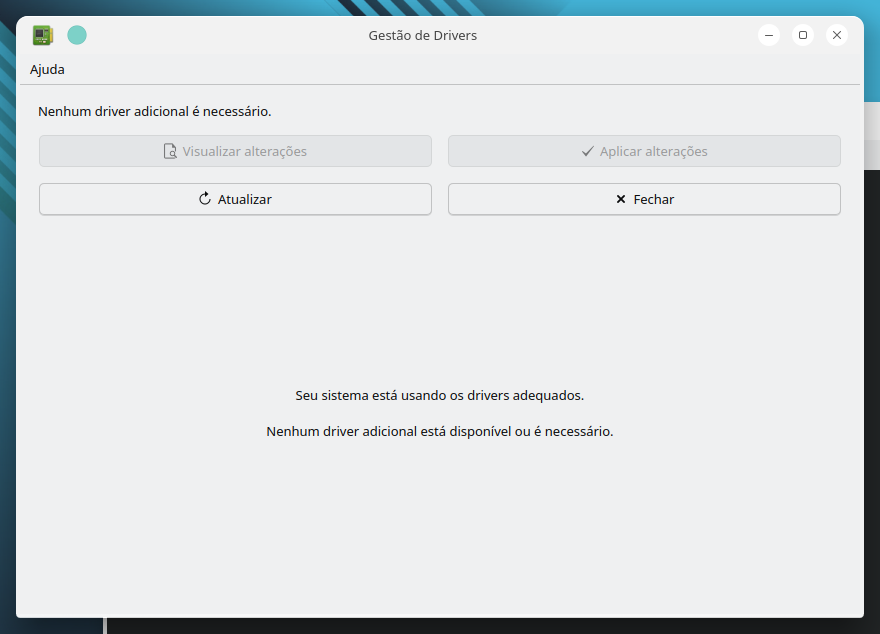 Gestão de Drivers
Ajuda
Nenhum driver adicional é necessário.
Visualizar alterações
Aplicar alterações
Atualizar
Fechar
Seu sistema está usando os drivers adequados.
Nenhum driver adicional está disponível ou é necessário.